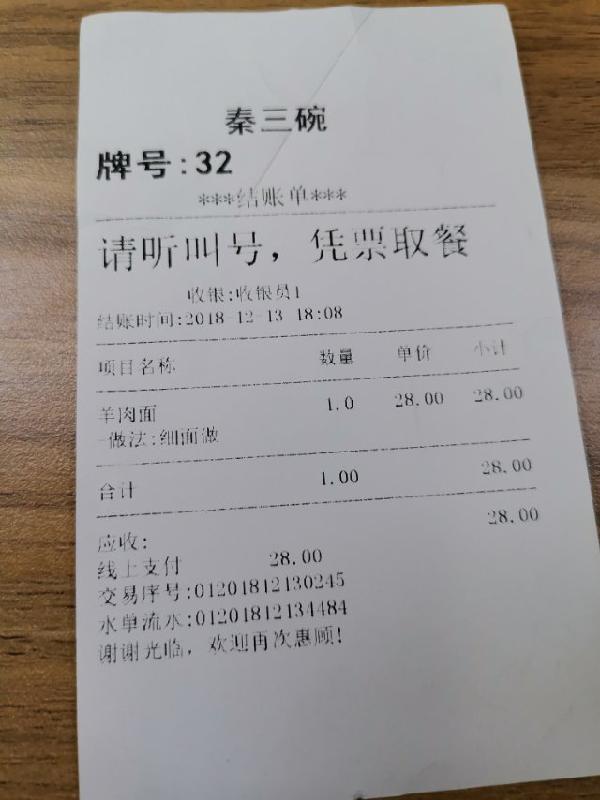 秦三碗
牌号:32
***结账单***
请听叫号，凭票取餐
收银:收银员1
结账时间:2018-12-13 18:08
项目名称 数量 单价 小计
羊肉面 1.0 28.00 28.00
-做法:细面激
合计 1.00 28.00
应收: 28.00
线上支付 28.00
交易序号:01201812130245
水单流水:01201812134484
谢谢光临，欢迎再次惠顾!